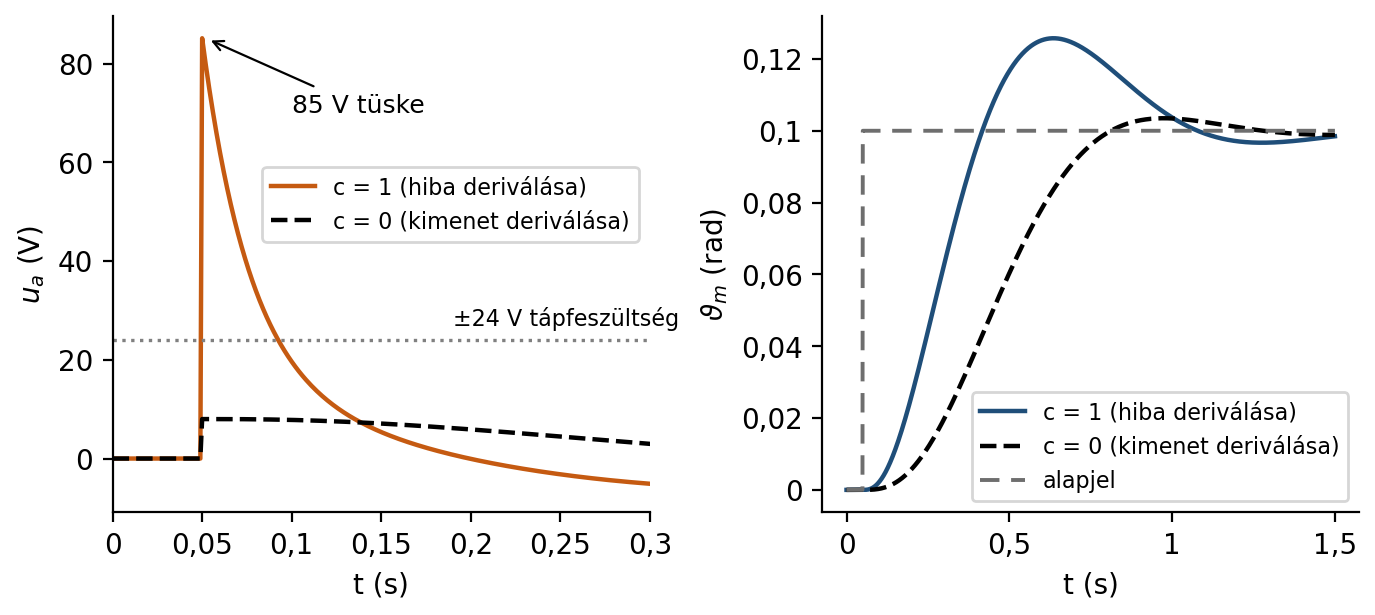 80
60
40
20
0
u_a (V)
85 V tüske
c = 1 (hiba deriválása)
c = 0 (kimenet deriválása)
±24 V tápfeszültség
0
0,05
0,1
0,15
0,2
0,25
0,3
t (s)
0,12
0,1
0,08
0,06
0,04
0,02
0
ϑ_m (rad)
c = 1 (hiba deriválása)
c = 0 (kimenet deriválása)
alapjel
0
0,5
1
1,5
t (s)